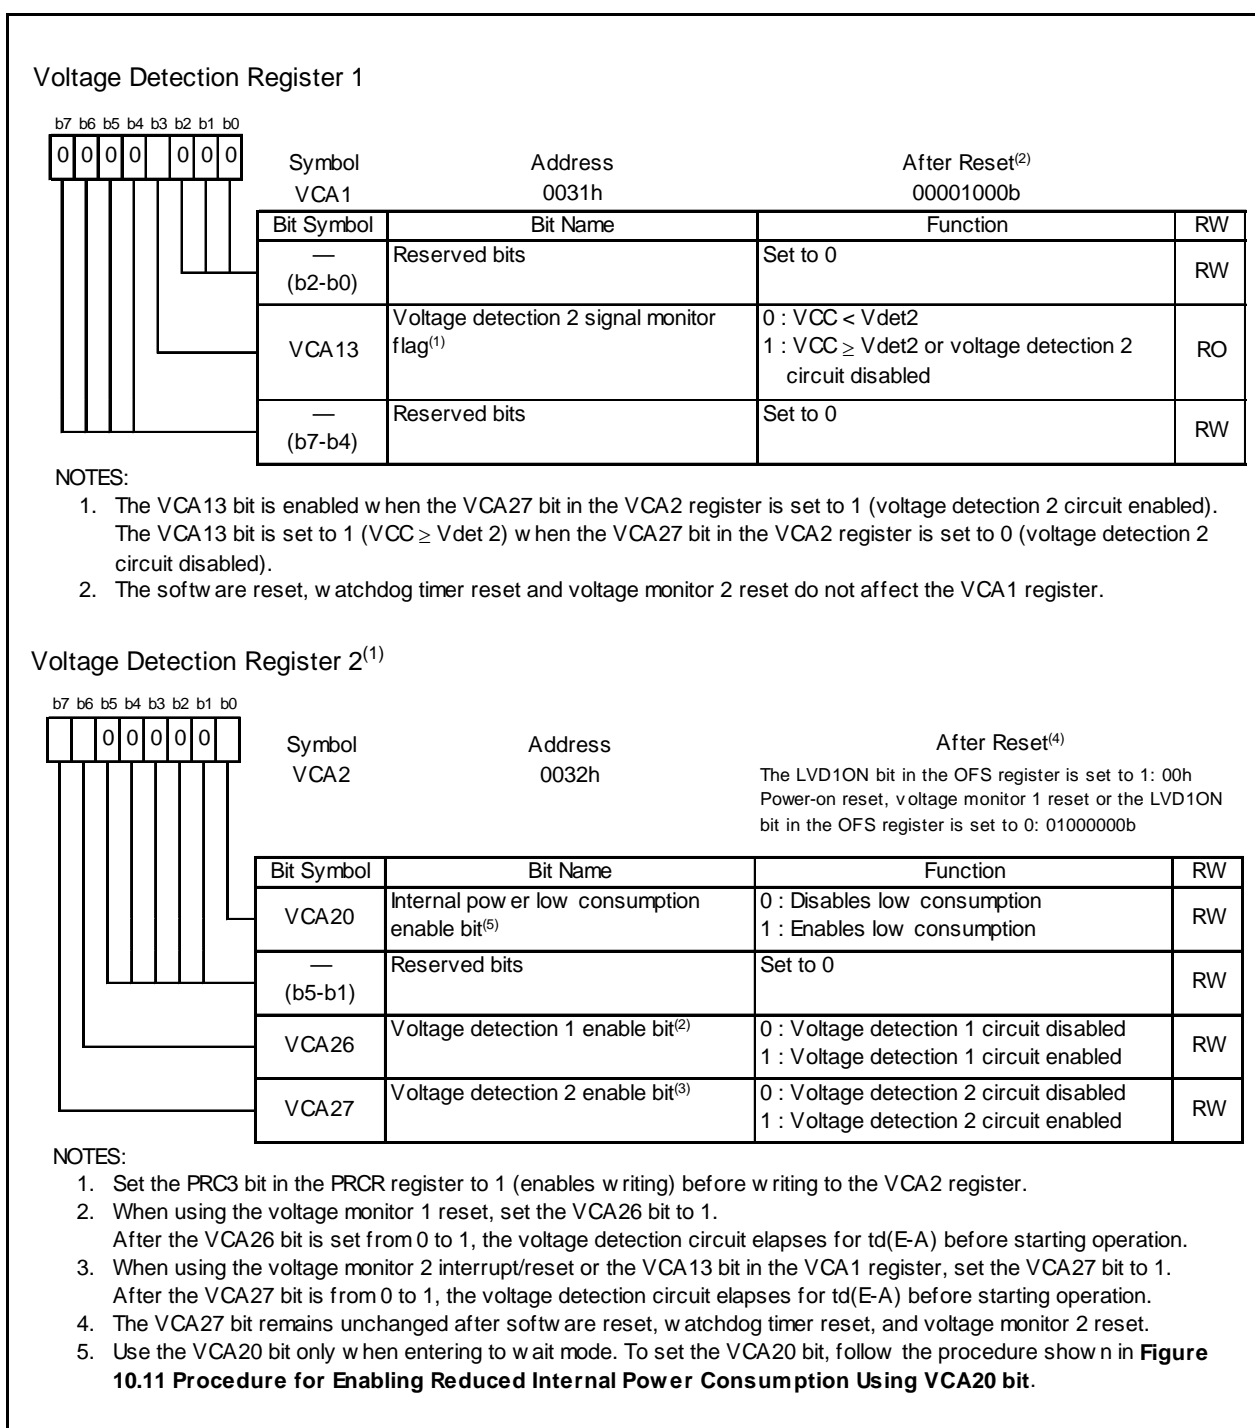 Voltage Detection Register 1
b7 b6 b5 b4 b3 b2 b1 b0
0 0 0 0 0 0 0
Symbol Address After Reset(2)
VCA1 0031h 00001000b
Bit Symbol Bit Name Function RW
— (b2-b0) Reserved bits Set to 0 RW
VCA13 Voltage detection 2 signal monitor flag(1) 0 : VCC < Vdet2
1 : VCC ≥ Vdet2 or voltage detection 2 circuit disabled RO
— (b7-b4) Reserved bits Set to 0 RW
NOTES:
1. The VCA13 bit is enabled when the VCA27 bit in the VCA2 register is set to 1 (voltage detection 2 circuit enabled).
The VCA13 bit is set to 1 (VCC ≥ Vdet 2) when the VCA27 bit in the VCA2 register is set to 0 (voltage detection 2
circuit disabled).
2. The software reset, watchdog timer reset and voltage monitor 2 reset do not affect the VCA1 register.
Voltage Detection Register 2(1)
b7 b6 b5 b4 b3 b2 b1 b0
0 0 0 0 0
Symbol Address After Reset(4)
VCA2 0032h The LVD1ON bit in the OFS register is set to 1: 00h
Power-on reset, voltage monitor 1 reset or the LVD1ON
bit in the OFS register is set to 0: 01000000b
Bit Symbol Bit Name Function RW
VCA20 Internal power low consumption enable bit(5) 0 : Disables low consumption
1 : Enables low consumption RW
— (b5-b1) Reserved bits Set to 0 RW
VCA26 Voltage detection 1 enable bit(2) 0 : Voltage detection 1 circuit disabled
1 : Voltage detection 1 circuit enabled RW
VCA27 Voltage detection 2 enable bit(3) 0 : Voltage detection 2 circuit disabled
1 : Voltage detection 2 circuit enabled RW
NOTES:
1. Set the PRC3 bit in the PRCR register to 1 (enables writing) before writing to the VCA2 register.
2. When using the voltage monitor 1 reset, set the VCA26 bit to 1.
After the VCA26 bit is set from 0 to 1, the voltage detection circuit elapses for td(E-A) before starting operation.
3. When using the voltage monitor 2 interrupt/reset or the VCA13 bit in the VCA1 register, set the VCA27 bit to 1.
After the VCA27 bit is from 0 to 1, the voltage detection circuit elapses for td(E-A) before starting operation.
4. The VCA27 bit remains unchanged after software reset, watchdog timer reset, and voltage monitor 2 reset.
5. Use the VCA20 bit only when entering to wait mode. To set the VCA20 bit, follow the procedure shown in Figure
10.11 Procedure for Enabling Reduced Internal Power Consumption Using VCA20 bit.